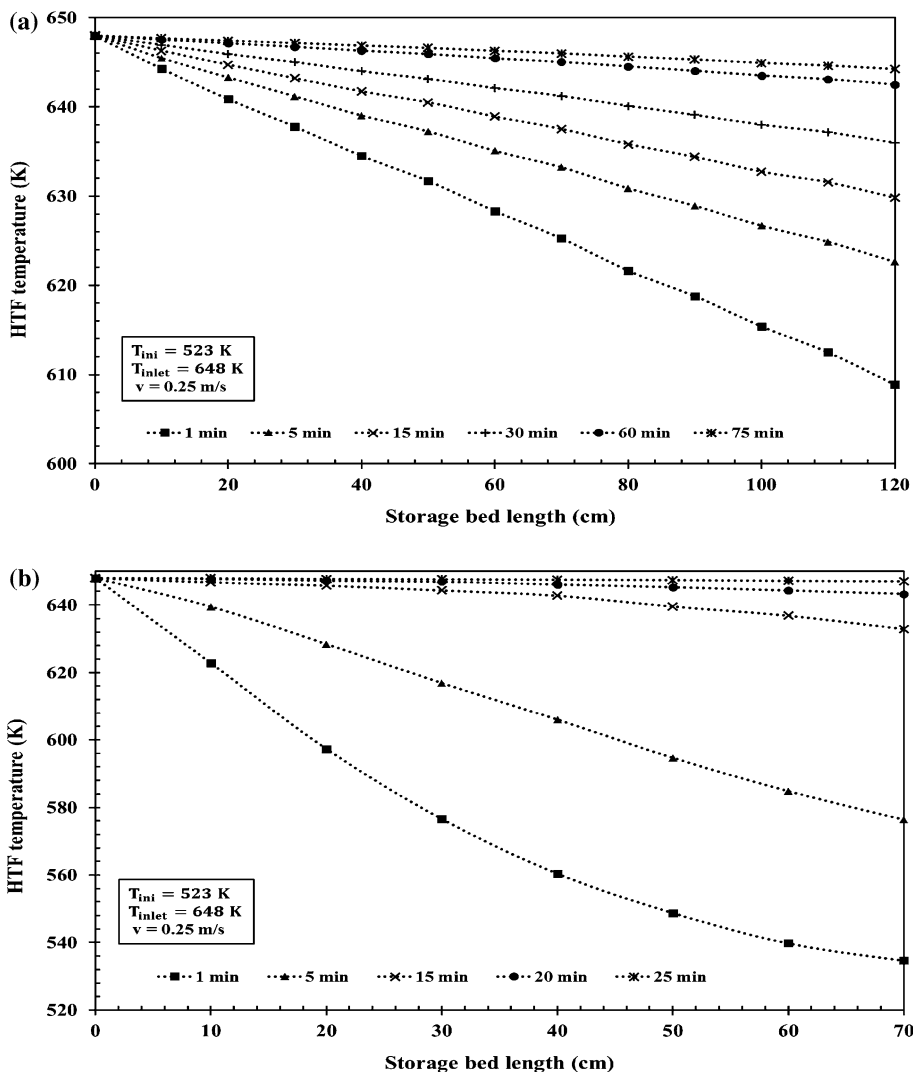 (a)
650
640
630
620
610
600
HTF temperature (K)
T_ini = 523 K
T_inlet = 648 K
v = 0.25 m/s
1 min 5 min 15 min 30 min 60 min 75 min
0 20 40 60 80 100 120
Storage bed length (cm)
(b)
640
620
600
580
560
540
520
HTF temperature (K)
T_ini = 523 K
T_inlet = 648 K
v = 0.25 m/s
1 min 5 min 15 min 20 min 25 min
0 10 20 30 40 50 60 70
Storage bed length (cm)